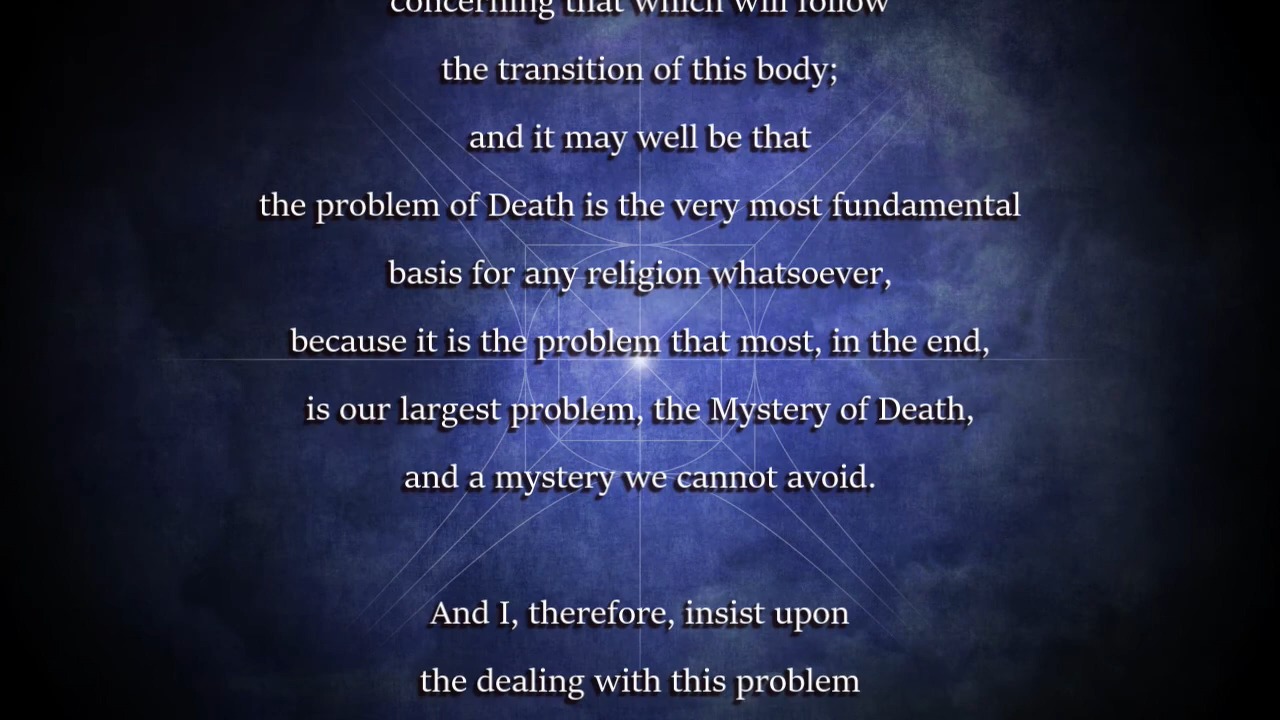 concerning that which will follow
the transition of this body;
and it may well be that
the problem of Death is the very most fundamental
basis for any religion whatsoever,
because it is the problem that most, in the end,
is our largest problem, the Mystery of Death,
and a mystery we cannot avoid.
And I, therefore, insist upon
the dealing with this problem